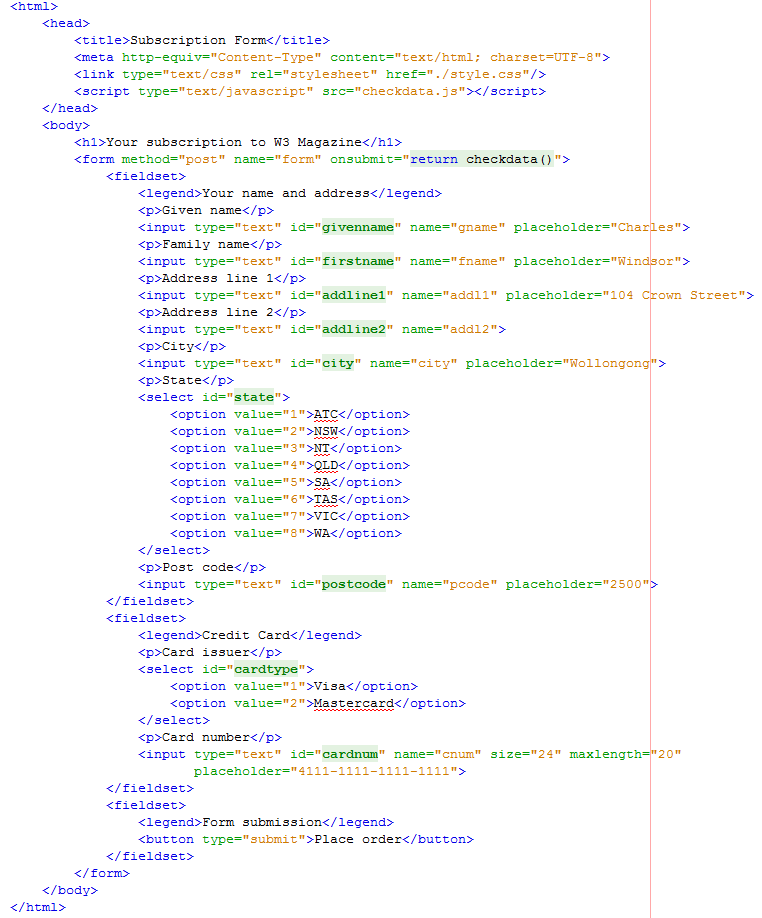 <html>
<head>
<title>Subscription Form</title>
<meta http-equiv="Content-Type" content="text/html; charset=UTF-8">
<link type="text/css" rel="stylesheet" href="./style.css"/>
<script type="text/javascript" src="checkdata.js"></script>
</head>
<body>
<h1>Your subscription to W3 Magazine</h1>
<form method="post" name="form" onsubmit="return checkdata()">
<fieldset>
<legend>Your name and address</legend>
<p>Given name</p>
<input type="text" id="givenname" name="gname" placeholder="Charles">
<p>Family name</p>
<input type="text" id="firstname" name="fname" placeholder="Windsor">
<p>Address line 1</p>
<input type="text" id="addline1" name="addl1" placeholder="104 Crown Street">
<p>Address line 2</p>
<input type="text" id="addline2" name="addl2">
<p>City</p>
<input type="text" id="city" name="city" placeholder="Wollongong">
<p>State</p>
<select id="state">
<option value="1">ATC</option>
<option value="2">NSW</option>
<option value="3">NT</option>
<option value="4">QLD</option>
<option value="5">SA</option>
<option value="6">TAS</option>
<option value="7">VIC</option>
<option value="8">WA</option>
</select>
<p>Post code</p>
<input type="text" id="postcode" name="pcode" placeholder="2500">
</fieldset>
<fieldset>
<legend>Credit Card</legend>
<p>Card issuer</p>
<select id="cardtype">
<option value="1">Visa</option>
<option value="2">Mastercard</option>
</select>
<p>Card number</p>
<input type="text" id="cardnum" name="cnum" size="24" maxlength="20"
placeholder="4111-1111-1111-1111">
</fieldset>
<fieldset>
<legend>Form submission</legend>
<button type="submit">Place order</button>
</fieldset>
</form>
</body>
</html>